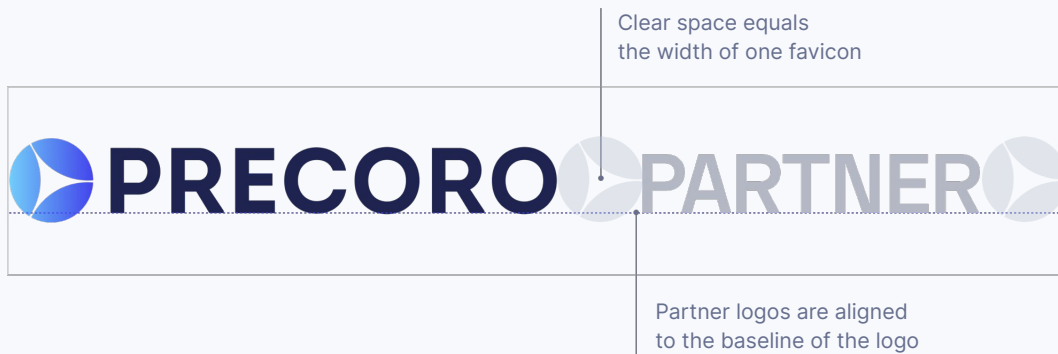 Clear space equals
the width of one favicon
PRECORO PARTNER
Partner logos are aligned
to the baseline of the logo